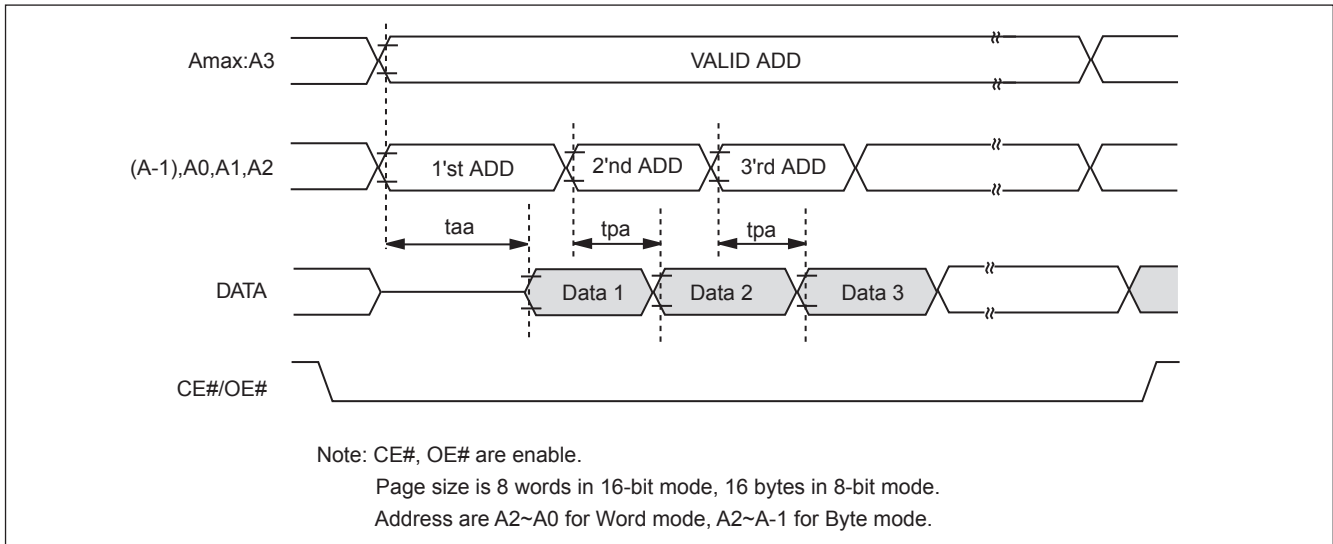 Amax:A3
VALID ADD
(A-1),A0,A1,A2
1'st ADD
2'nd ADD
3'rd ADD
taa
tpa
tpa
DATA
Data 1
Data 2
Data 3
CE#/OE#
Note: CE#, OE# are enable.
Page size is 8 words in 16-bit mode, 16 bytes in 8-bit mode.
Address are A2~A0 for Word mode, A2~A-1 for Byte mode.